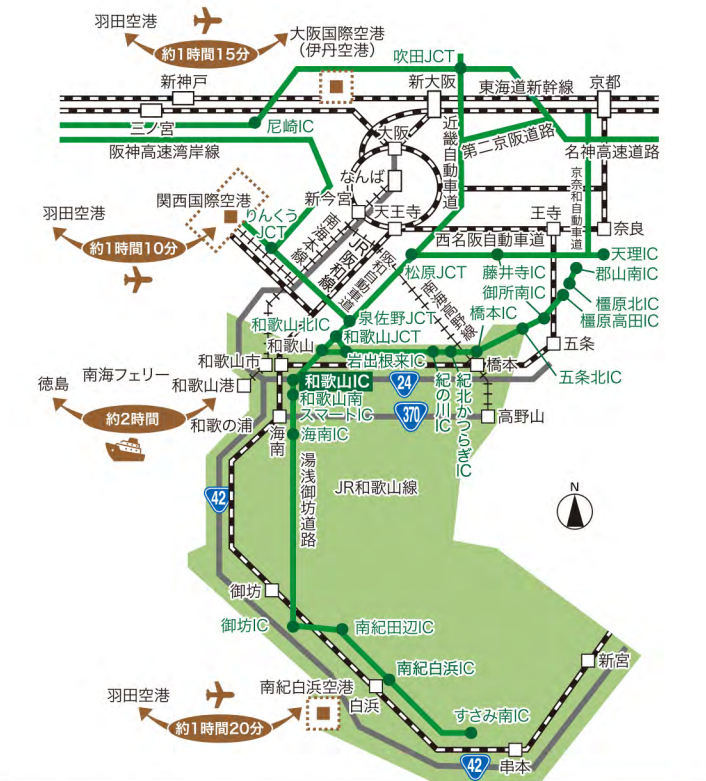 羽田空港
大阪国際空港
（伊丹空港）
約1時間15分
吹田JCT
新神戸
新大阪
東海道新幹線
京都
三ノ宮
尼崎IC
大阪
近畿自動車道
第二京阪道路
阪神高速湾岸線
名神高速道路
なんば
京奈和自動車道
関西国際空港
新今宮
りんくう
JCT
天王寺
王寺
奈良
羽田空港
約1時間10分
南海本線
JR阪和線
阪和自動車道
西名阪自動車道
松原JCT
藤井寺IC
天理IC
郡山南IC
南海高野線
御所南IC
橿原北IC
橿原高田IC
橋本IC
和歌山北IC
泉佐野JCT
和歌山JCT
和歌山
岩出根来IC
五条
和歌山市
橋本
五条北IC
徳島
南海フェリー
和歌山港
和歌山IC
24
約2時間
和歌山南
スマートIC
370
紀の川IC
紀北かつらぎIC
高野山
和歌の浦
海南
海南IC
湯浅御坊道路
JR和歌山線
N
42
御坊
御坊IC
南紀田辺IC
南紀白浜IC
新宮
羽田空港
南紀白浜空港
白浜
約1時間20分
すさみ南IC
42
串本